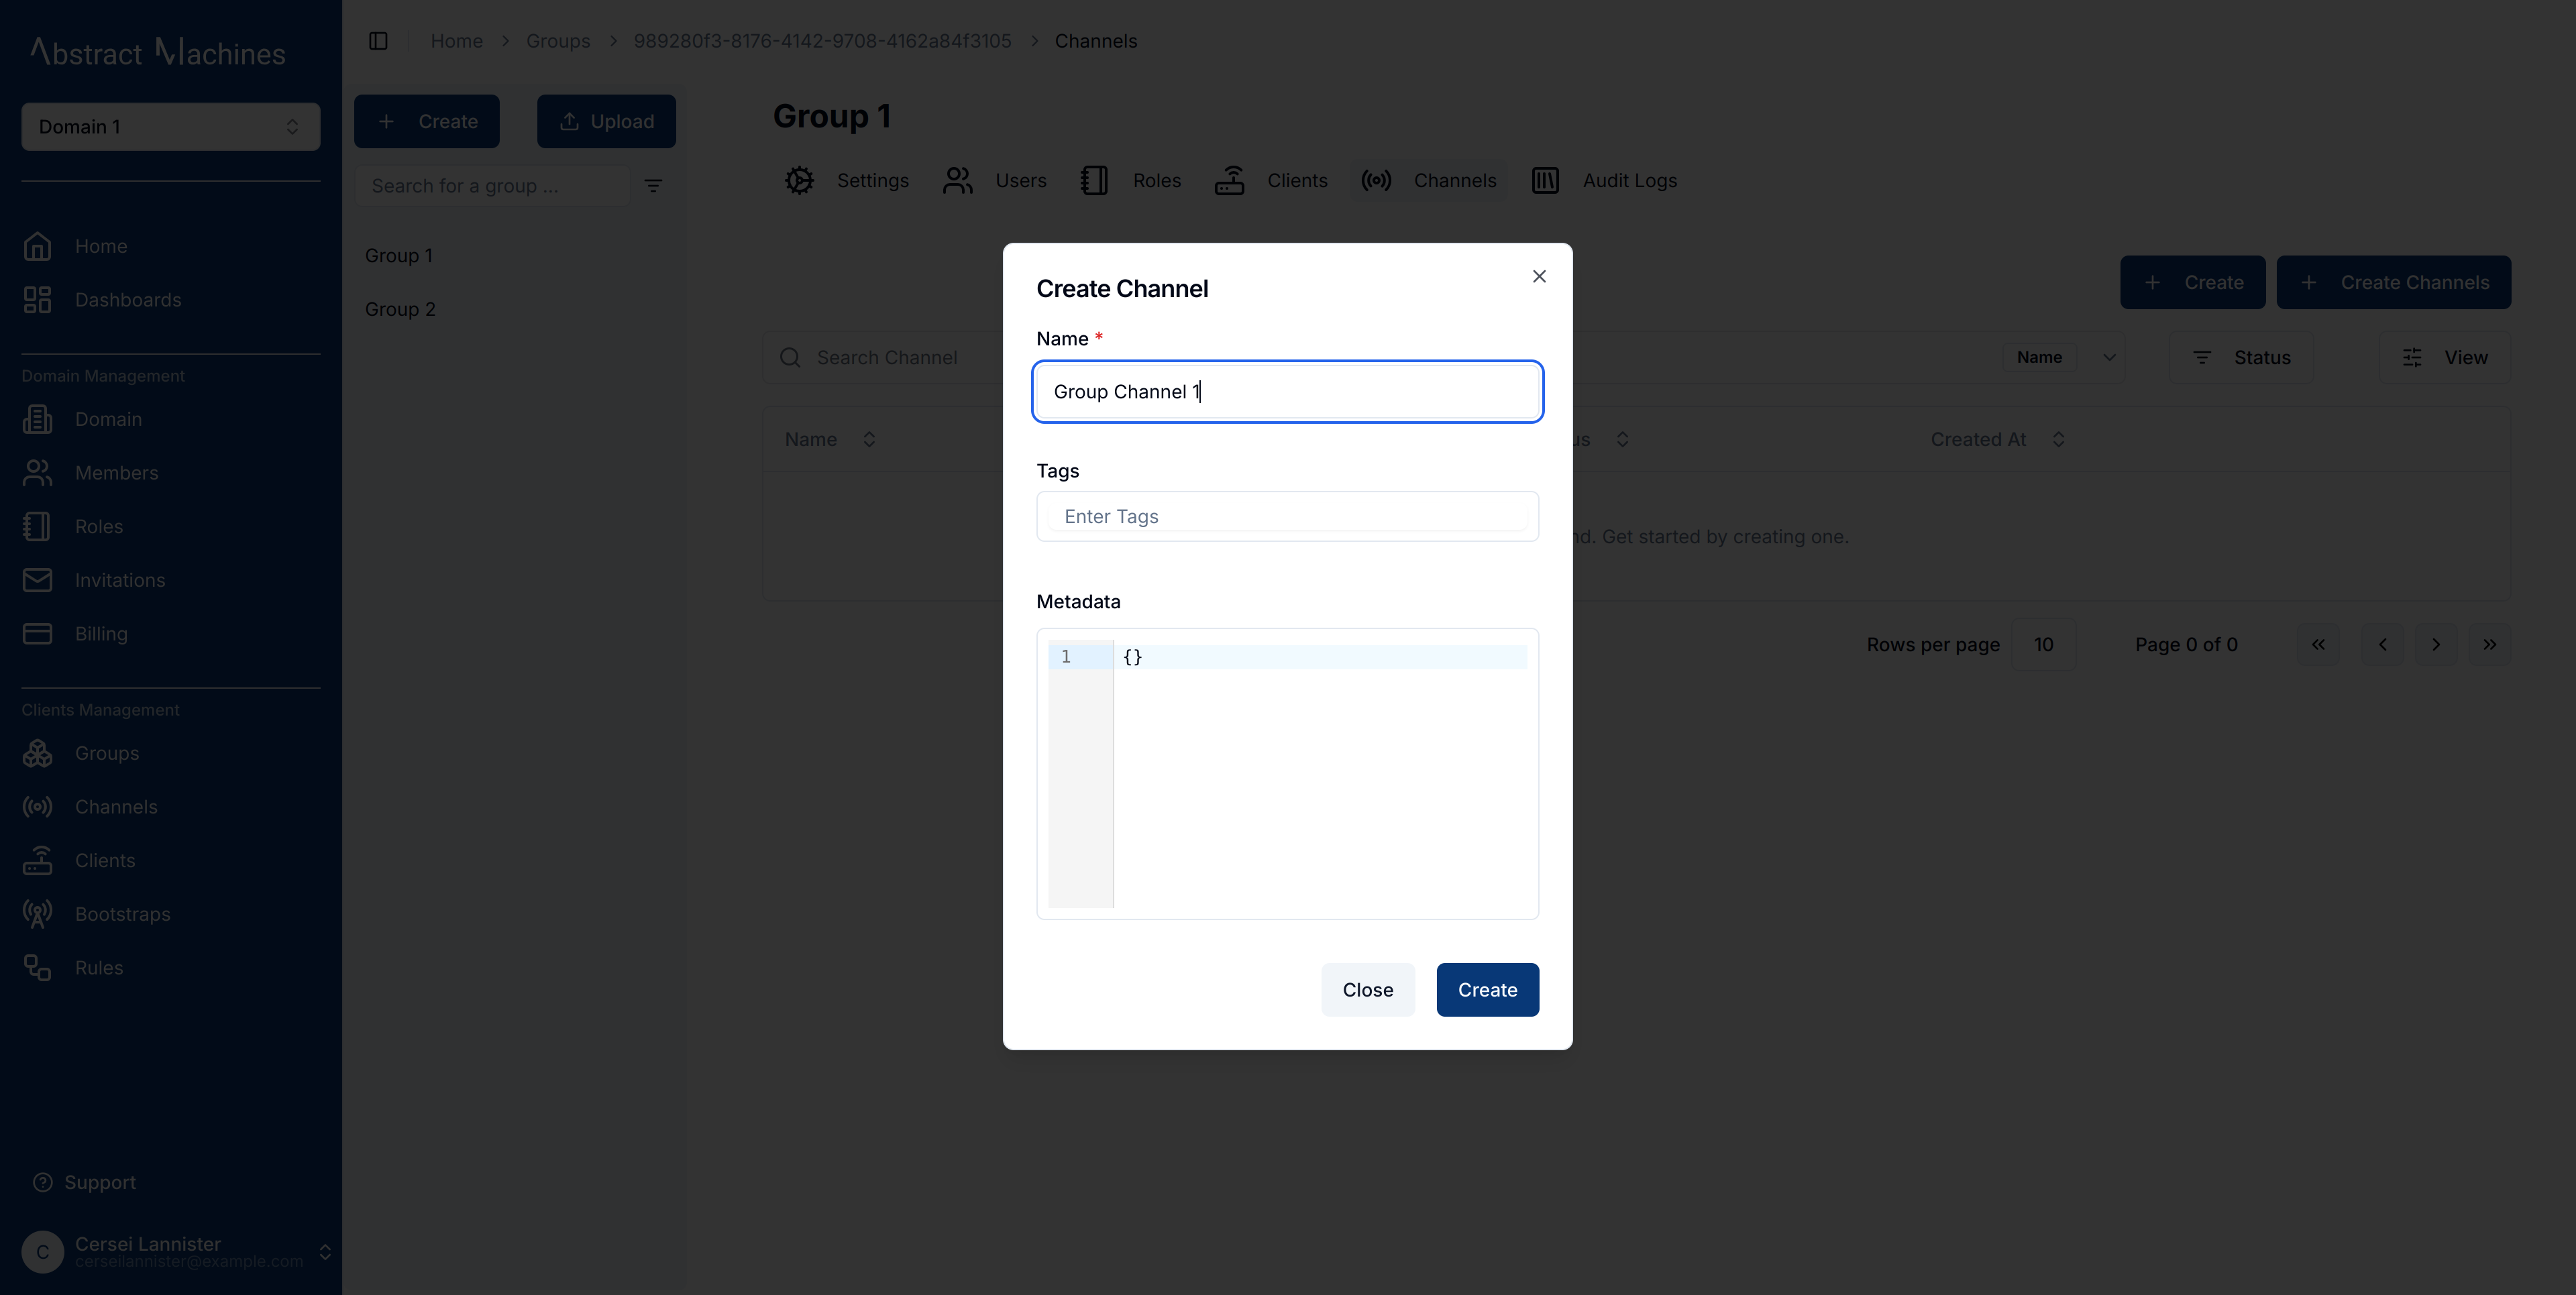 Abstract Machines
Domain 1
Home
Dashboards
Domain Management
Domain
Members
Roles
Invitations
Billing
Clients Management
Groups
Channels
Clients
Bootstraps
Rules
Support
C
Cersei Lannister
cerseilannister@example.com
Home > Groups > 989280f3-8176-4142-9708-4162a84f3105 > Channels
Create
Upload
Search for a group ...
Group 1
Group 2
Group 1
Settings Users Roles Clients Channels Audit Logs
Create
Create Channels
Search Channel
Name
Status
View
Name
Created At
Get started by creating one.
Rows per page 10 Page 0 of 0
Create Channel
Name *
Group Channel 1
Tags
Enter Tags
Metadata
1 {}
Close
Create